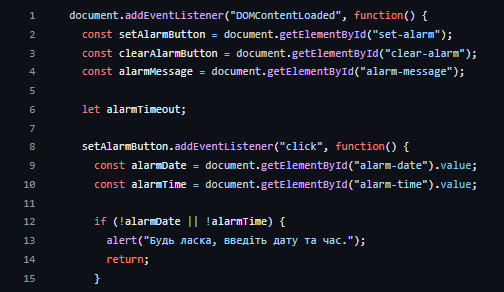 1 document.addEventListener("DOMContentLoaded", function() {
2 const setAlarmButton = document.getElementById("set-alarm");
3 const clearAlarmButton = document.getElementById("clear-alarm");
4 const alarmMessage = document.getElementById("alarm-message");
5
6 let alarmTimeout;
7
8 setAlarmButton.addEventListener("click", function() {
9 const alarmDate = document.getElementById("alarm-date").value;
10 const alarmTime = document.getElementById("alarm-time").value;
11
12 if (!alarmDate || !alarmTime) {
13 alert("Будь ласка, введіть дату та час.");
14 return;
15 }